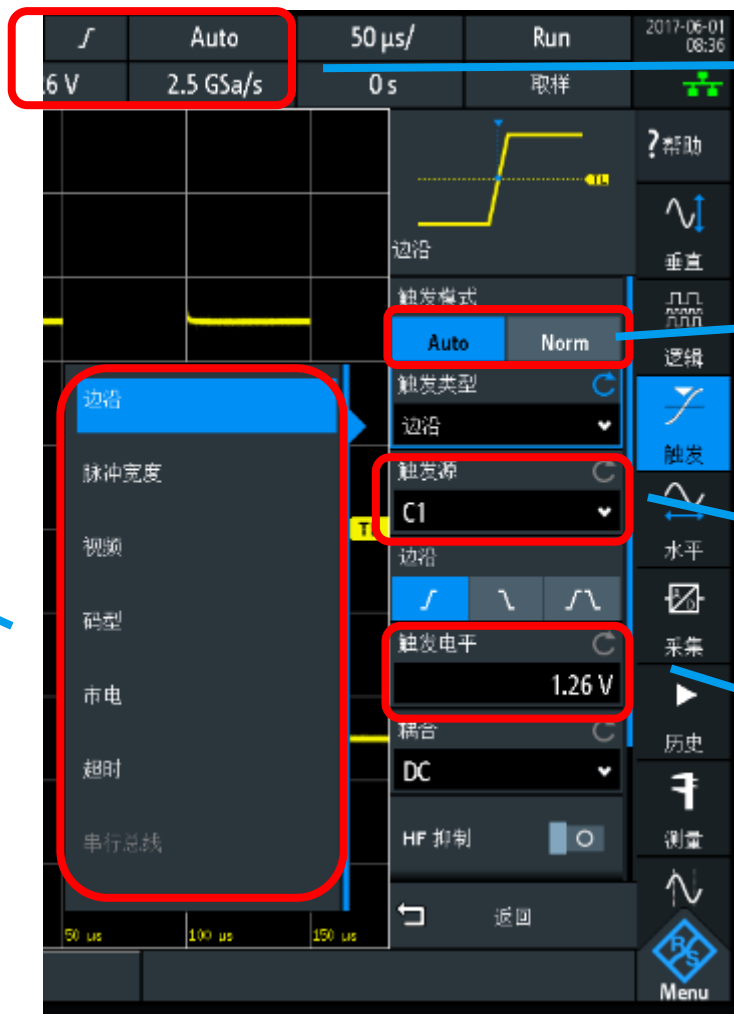 Auto
50 µs/
Run
2017-06-01
08:36
.6 V
2.5 GSa/s
0 s
取样
?帮助
TL
边沿
垂直
触发模式
Auto
Norm
逻辑
触发类型
边沿
触发
触发源
C1
水平
边沿
采集
触发电平
1.26 V
历史
耦合
DC
HF 抑制
测量
返回
边沿
脉冲宽度
视频
码型
市电
超时
串行总线
50 µs
100 µs
150 µs
R&S
Menu